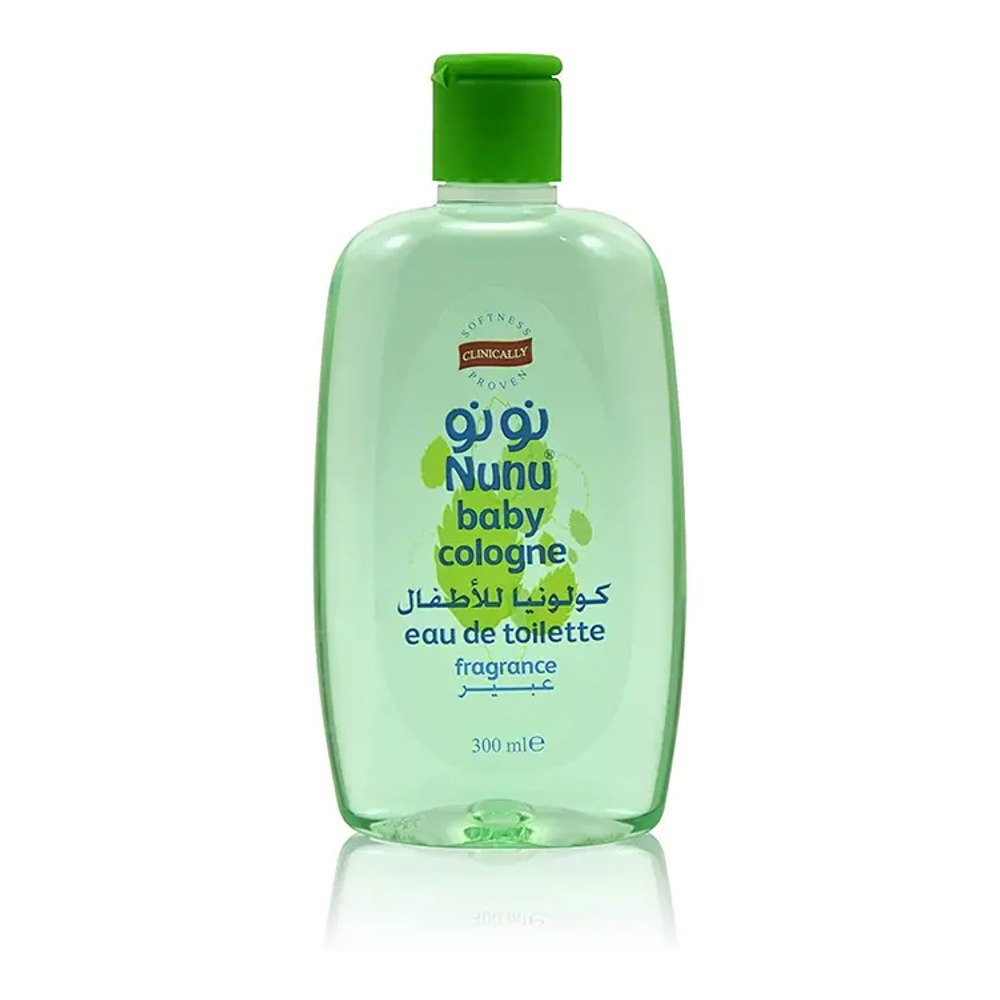 SOFTNESS
CLINICALLY
PROVEN
نونو
Nunu®
baby
cologne
كولونيا للأطفال
eau de toilette
fragrance
عبير
300 ml℮